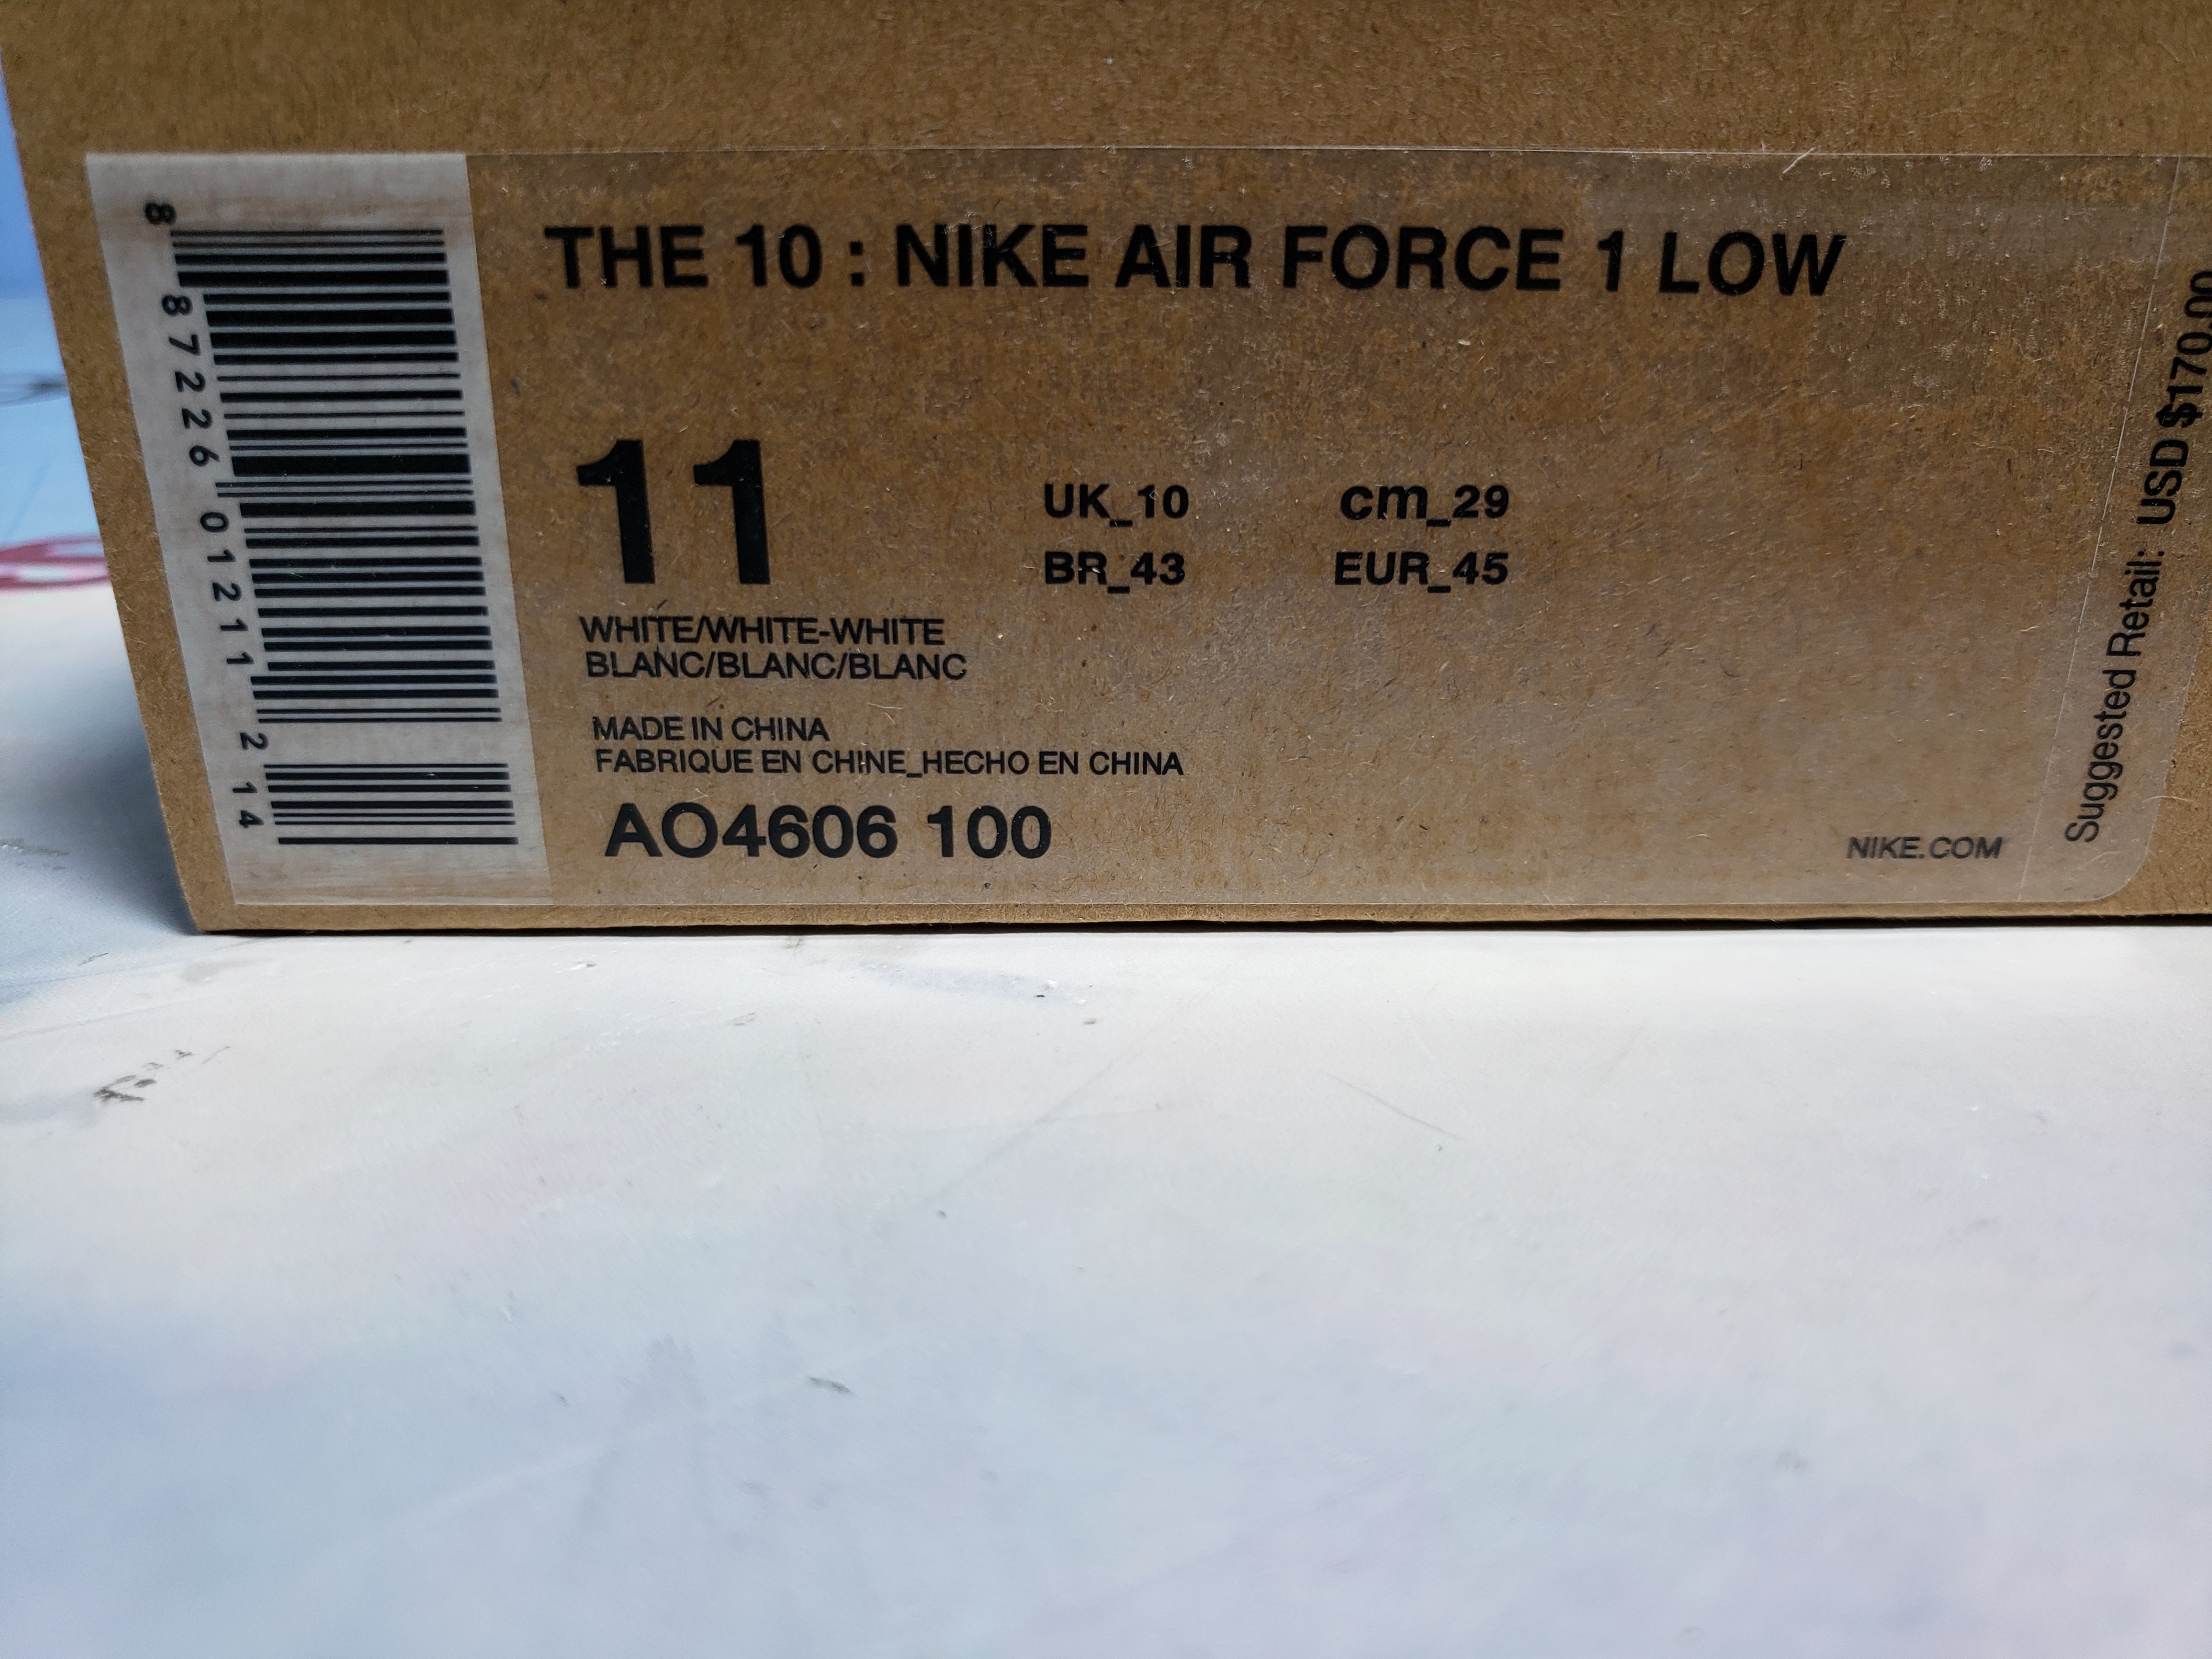 8 87226 01211 2 14
THE 10 : NIKE AIR FORCE 1 LOW
11
UK_10 cm_29
BR_43 EUR_45
WHITE/WHITE-WHITE
BLANC/BLANC/BLANC
MADE IN CHINA
FABRIQUE EN CHINE_HECHO EN CHINA
AO4606 100
NIKE.COM
Suggested Retail: USD $170.00